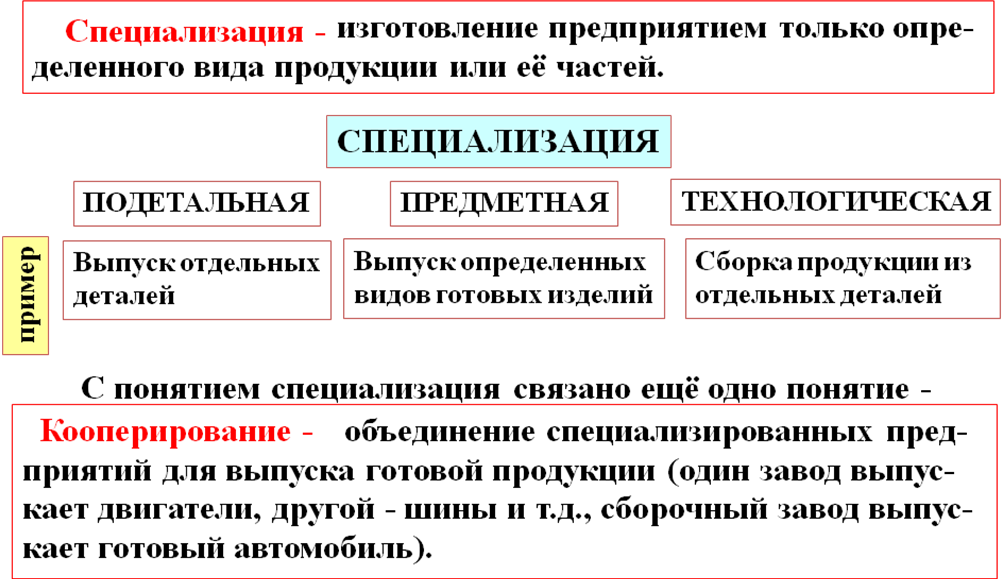 Специализация - изготовление предприятием только опре-
деленного вида продукции или её частей.
СПЕЦИАЛИЗАЦИЯ
ПОДЕТАЛЬНАЯ
ПРЕДМЕТНАЯ
ТЕХНОЛОГИЧЕСКАЯ
пример
Выпуск отдельных
деталей
Выпуск определенных
видов готовых изделий
Сборка продукции из
отдельных деталей
С понятием специализация связано ещё одно понятие -
Кооперирование - объединение специализированных пред-
приятий для выпуска готовой продукции (один завод выпус-
кает двигатели, другой - шины и т.д., сборочный завод выпус-
кает готовый автомобиль).